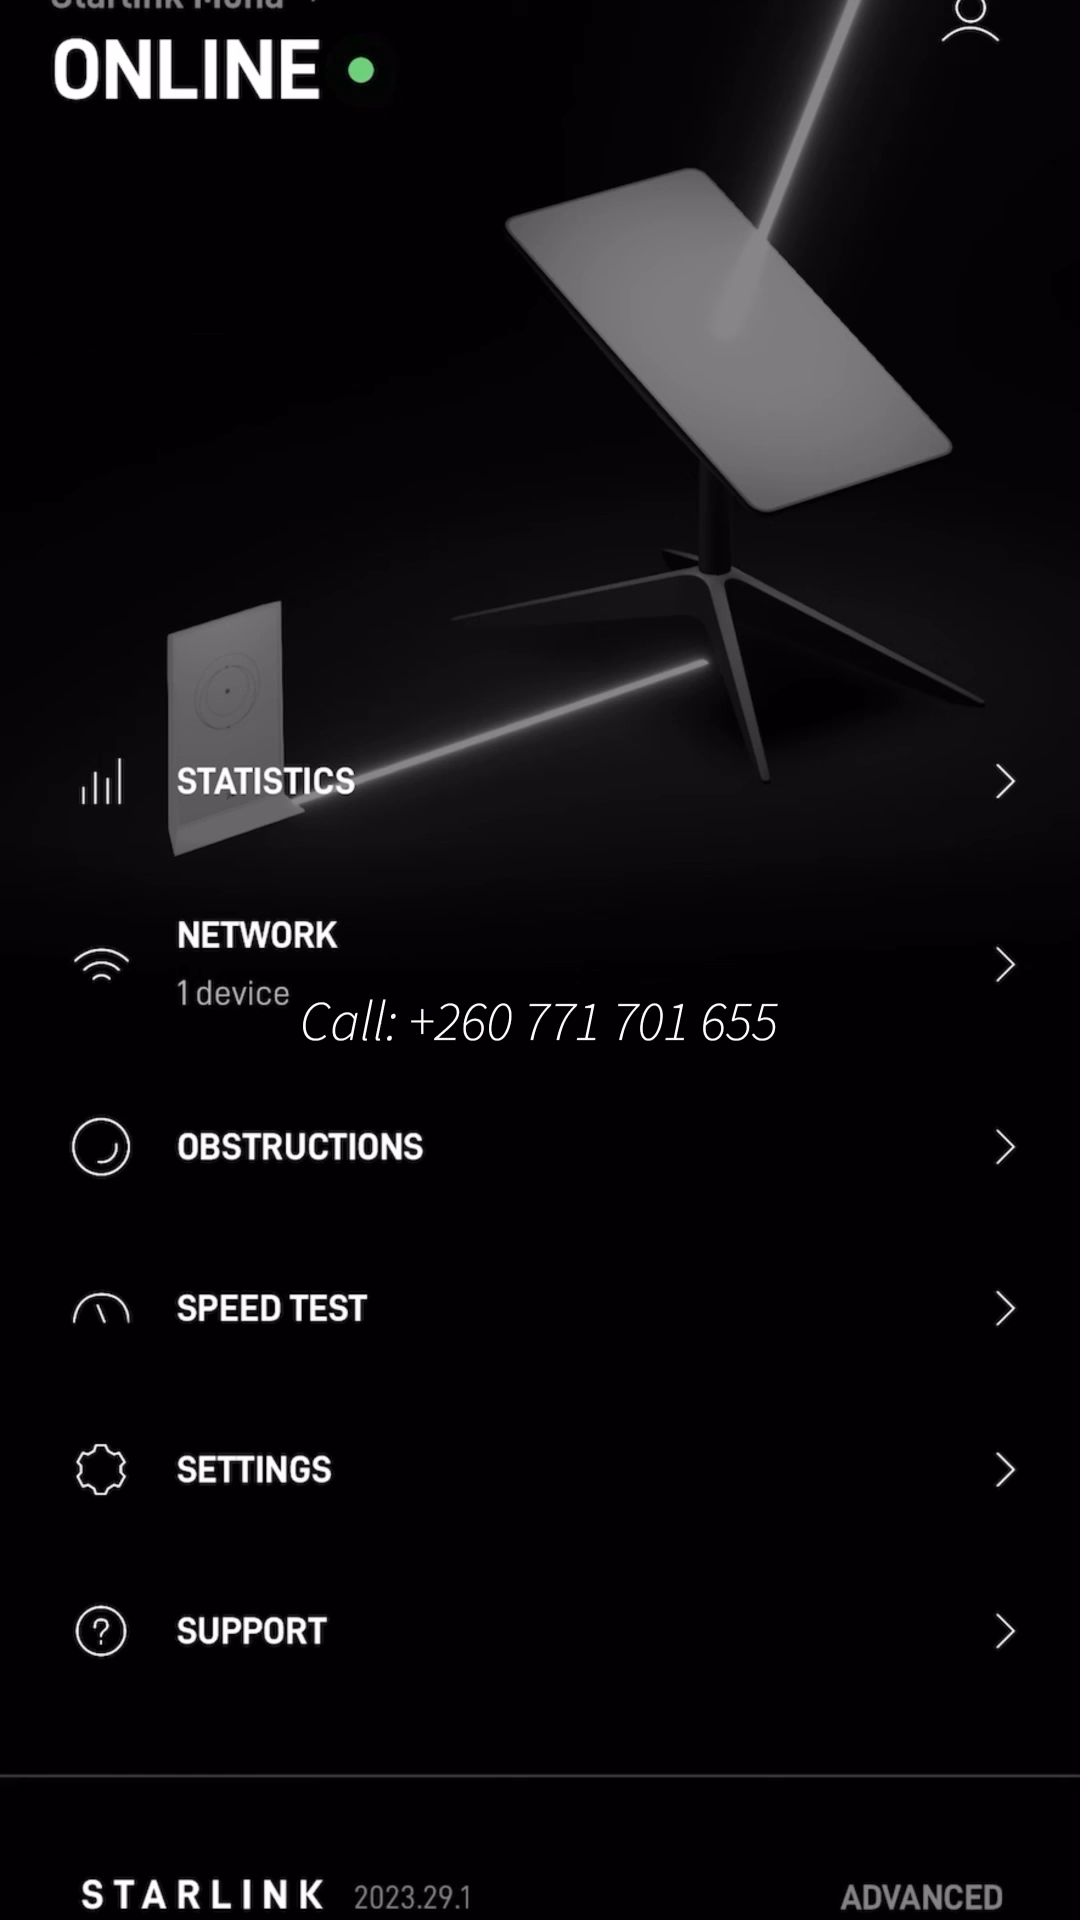 ONLINE
STATISTICS
NETWORK
1 device
Call: +260 771 701 655
OBSTRUCTIONS
SPEED TEST
SETTINGS
SUPPORT
STARLINK 2023.29.1 ADVANCED